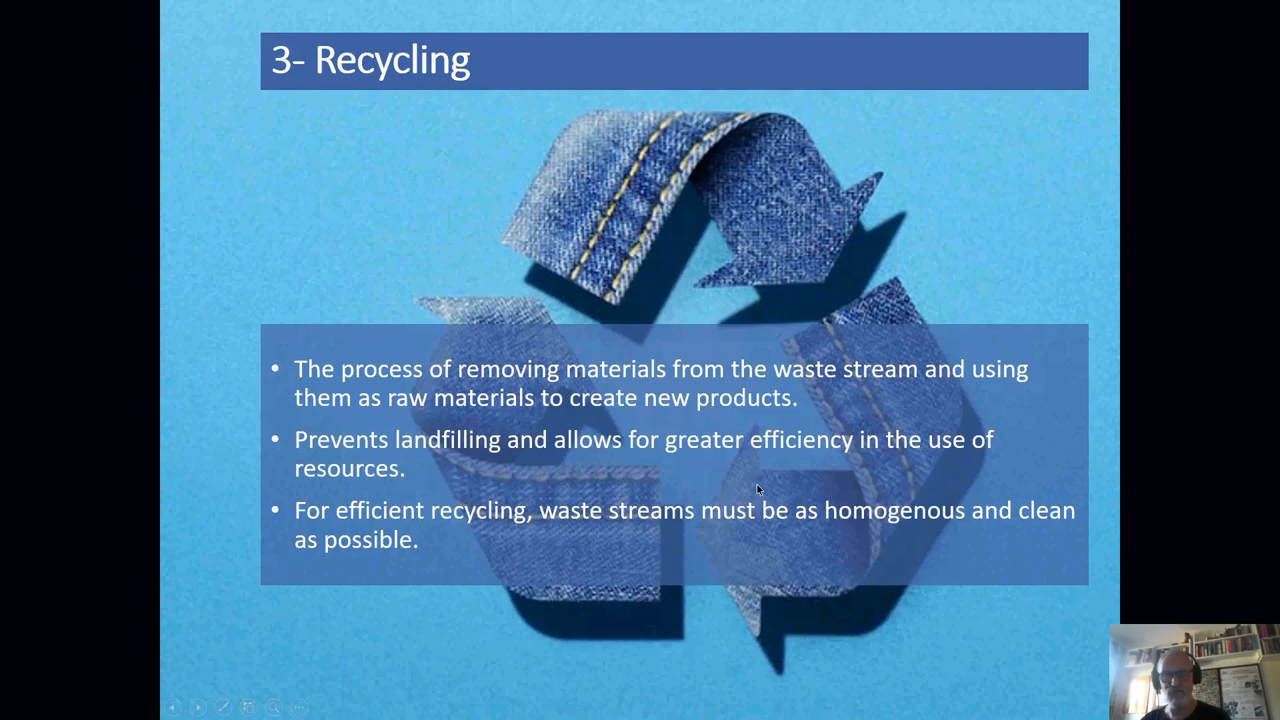 3- Recycling
• The process of removing materials from the waste stream and using
them as raw materials to create new products.
• Prevents landfilling and allows for greater efficiency in the use of
resources.
• For efficient recycling, waste streams must be as homogenous and clean
as possible.